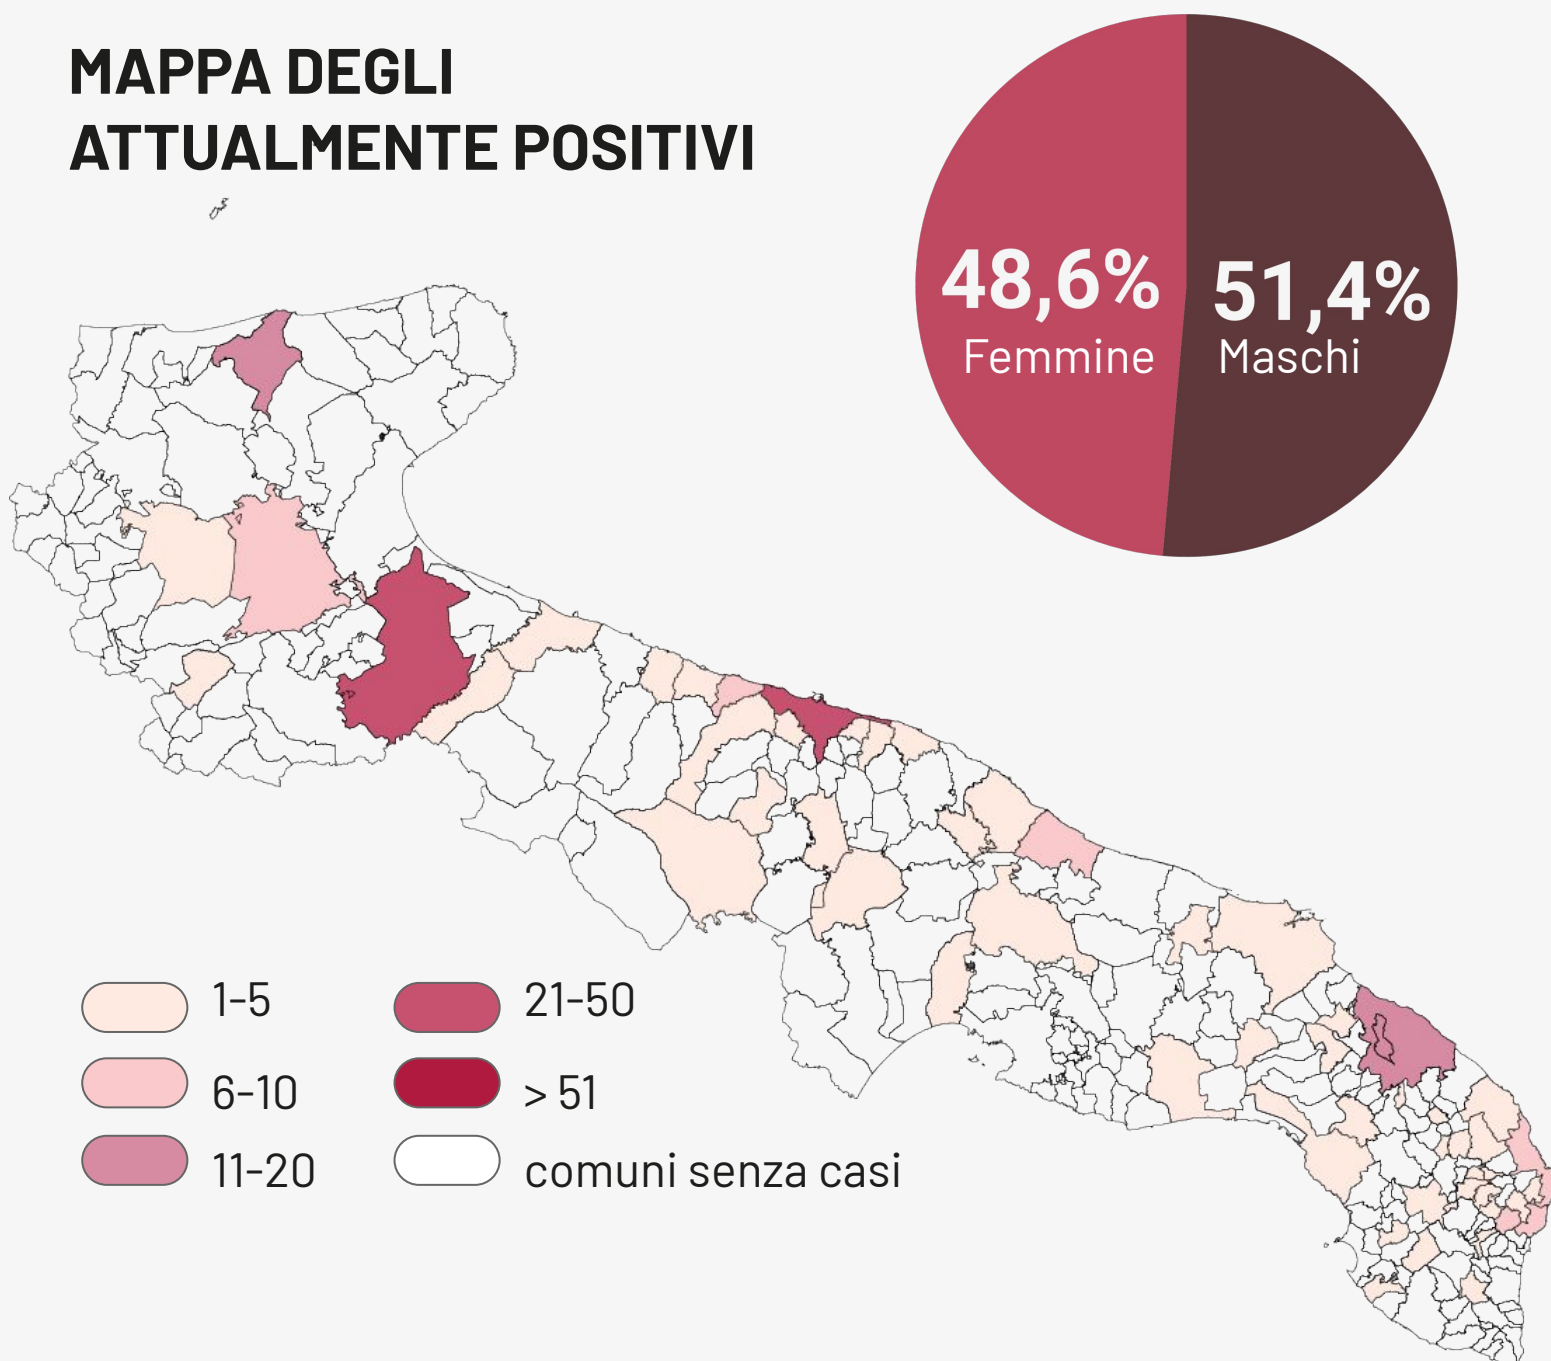 MAPPA DEGLI
ATTUALMENTE POSITIVI
48,6%
Femmine
51,4%
Maschi
1-5
21-50
6-10
> 51
11-20
comuni senza casi